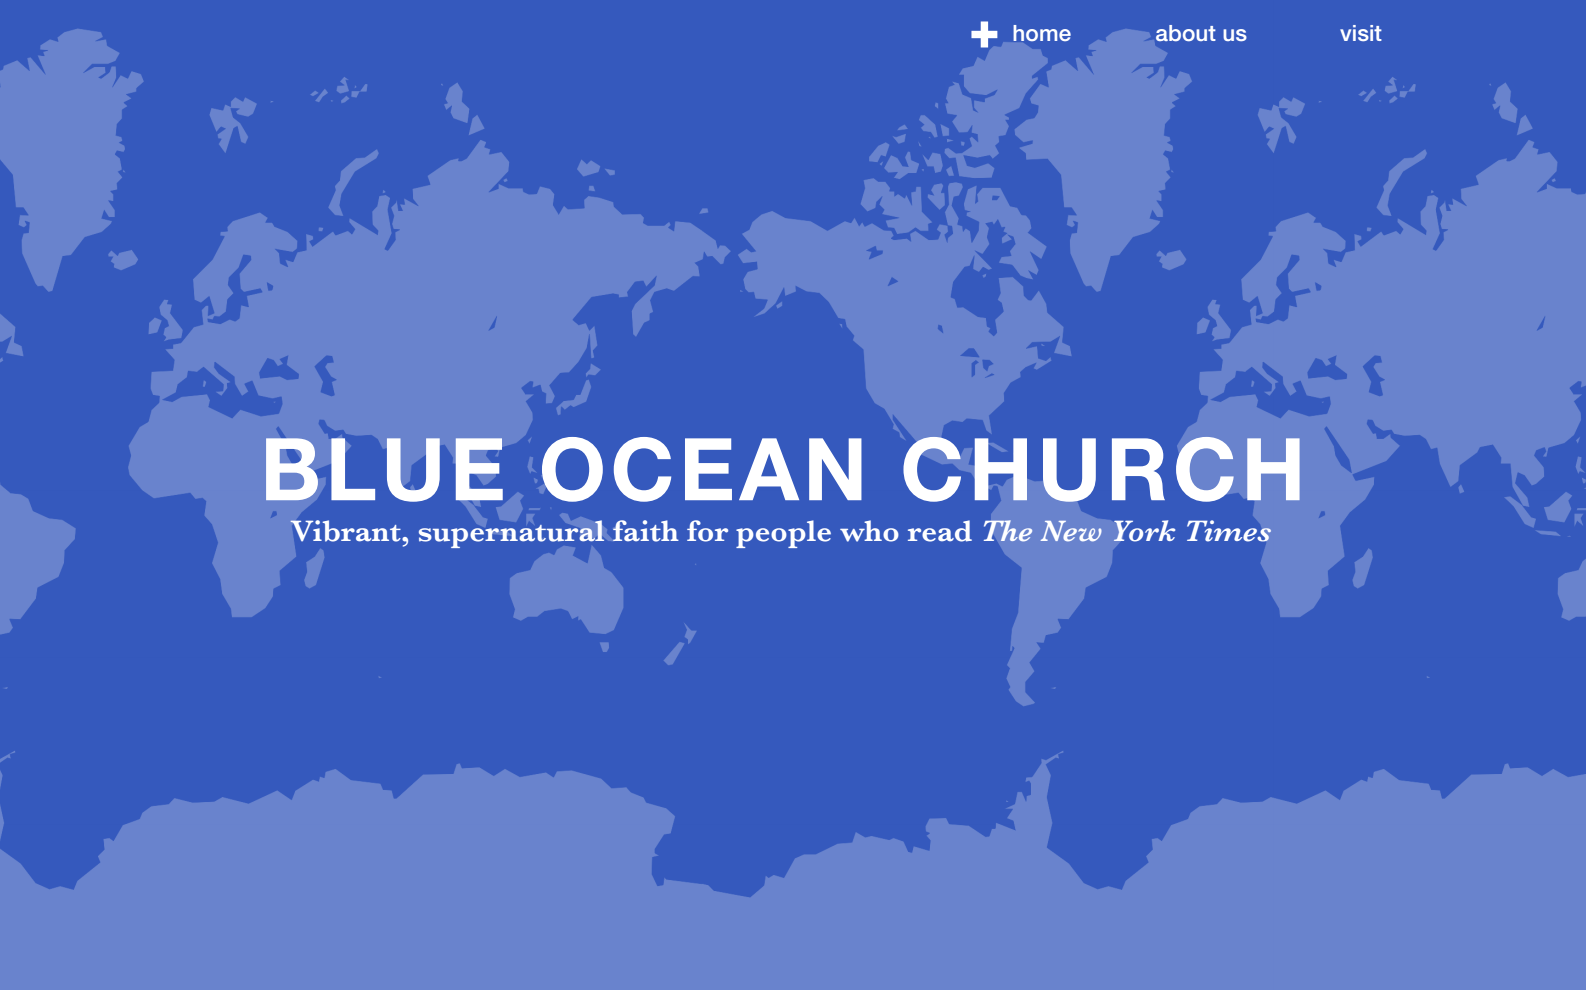 home about us visit
BLUE OCEAN CHURCH
Vibrant, supernatural faith for people who read The New York Times